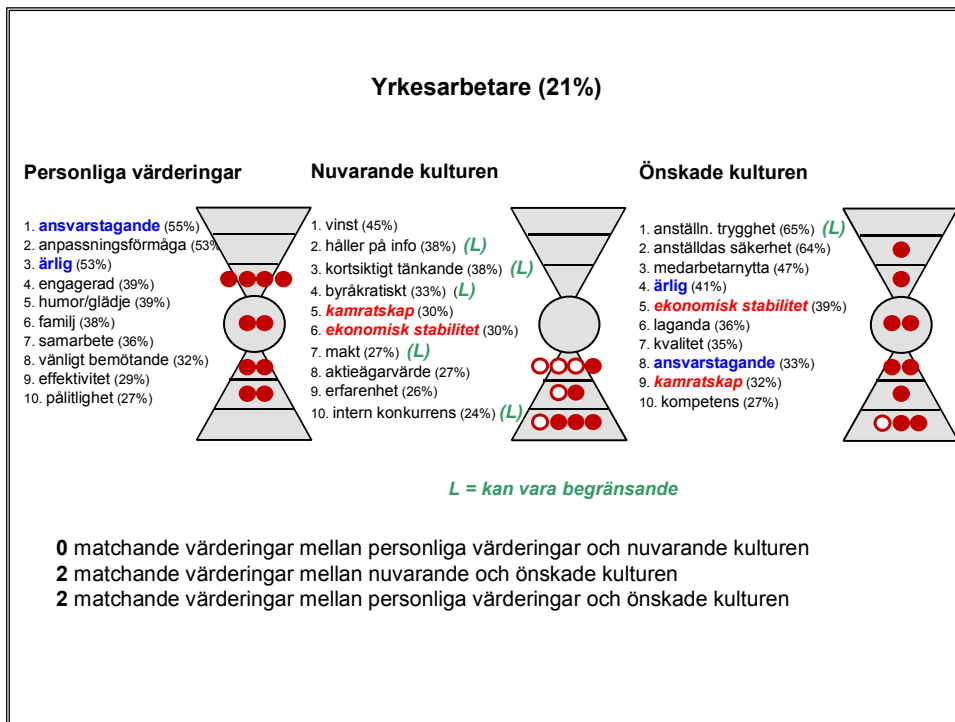 Yrkesarbetare (21%)
Personliga värderingar
1. ansvarstagande (55%)
2. anpassningsförmåga (53%
3. ärlig (53%)
4. engagerad (39%)
5. humor/glädje (39%)
6. familj (38%)
7. samarbete (36%)
8. vänligt bemötande (32%)
9. effektivitet (29%)
10. pålitlighet (27%)
Nuvarande kulturen
1. vinst (45%)
2. håller på info (38%) (L)
3. kortsiktigt tänkande (38%) (L)
4. byråkratiskt (33%) (L)
5. kamratskap (30%)
6. ekonomisk stabilitet (30%)
7. makt (27%) (L)
8. aktieägarvärde (27%)
9. erfarenhet (26%)
10. intern konkurrens (24%) (L)
Önskade kulturen
1. anställn. trygghet (65%) (L)
2. anställdas säkerhet (64%)
3. medarbetarnytta (47%)
4. ärlig (41%)
5. ekonomisk stabilitet (39%)
6. laganda (36%)
7. kvalitet (35%)
8. ansvarstagande (33%)
9. kamratskap (32%)
10. kompetens (27%)
L = kan vara begränsande
0 matchande värderingar mellan personliga värderingar och nuvarande kulturen
2 matchande värderingar mellan nuvarande och önskade kulturen
2 matchande värderingar mellan personliga värderingar och önskade kulturen